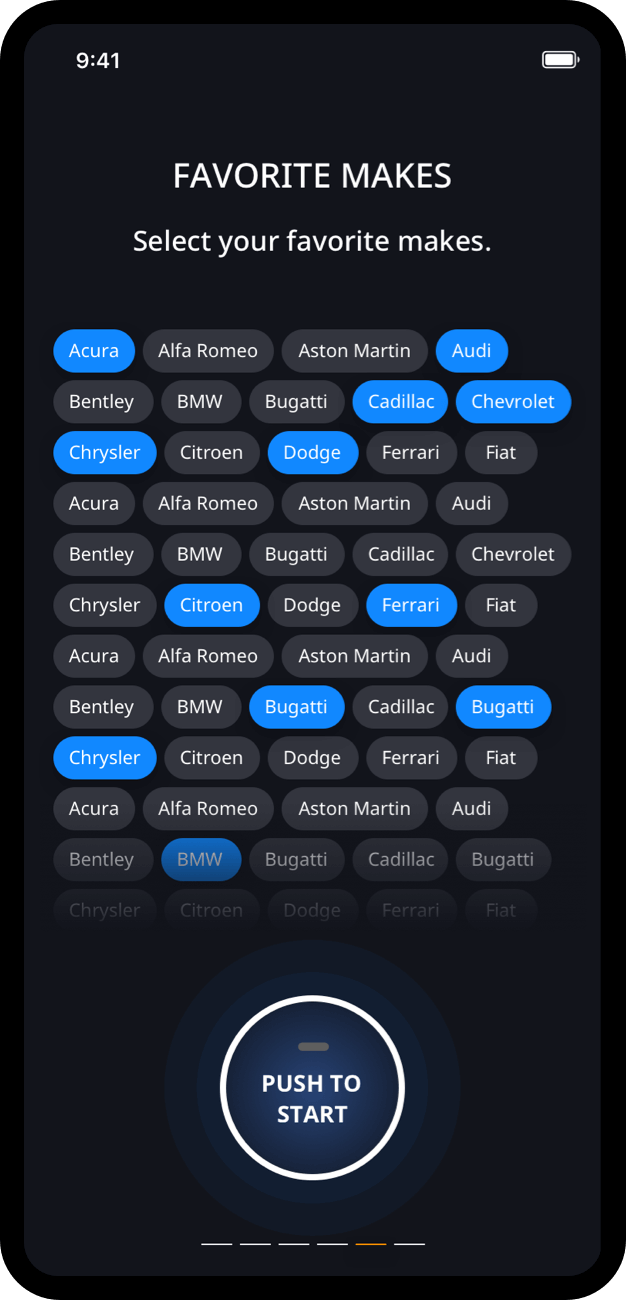 9:41
FAVORITE MAKES
Select your favorite makes.
Acura Alfa Romeo Aston Martin Audi
Bentley BMW Bugatti Cadillac Chevrolet
Chrysler Citroen Dodge Ferrari Fiat
Acura Alfa Romeo Aston Martin Audi
Bentley BMW Bugatti Cadillac Chevrolet
Chrysler Citroen Dodge Ferrari Fiat
Acura Alfa Romeo Aston Martin Audi
Bentley BMW Bugatti Cadillac Bugatti
Chrysler Citroen Dodge Ferrari Fiat
Acura Alfa Romeo Aston Martin Audi
Bentley BMW Bugatti Cadillac Bugatti
Chrysler Citroen Dodge Ferrari Fiat
PUSH TO
START